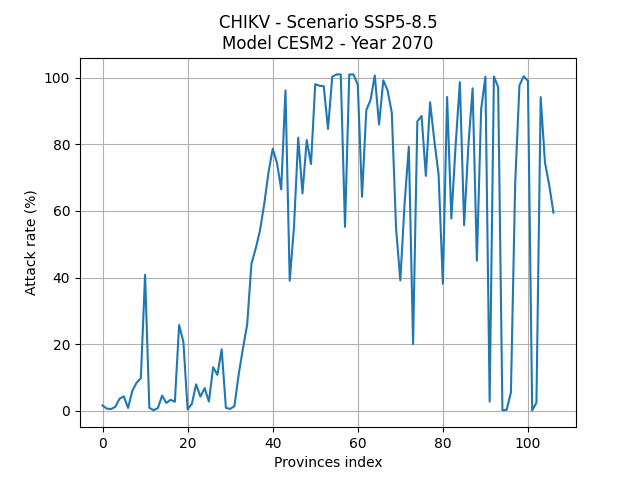 CHIKV - Scenario SSP5-8.5
Model CESM2 - Year 2070
100
80
60
40
20
0
Attack rate (%)
0 20 40 60 80 100
Provinces index